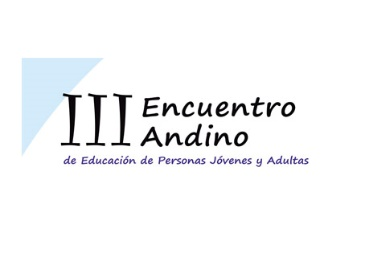 III Encuentro
Andino
de Educación de Personas Jóvenes y Adultas